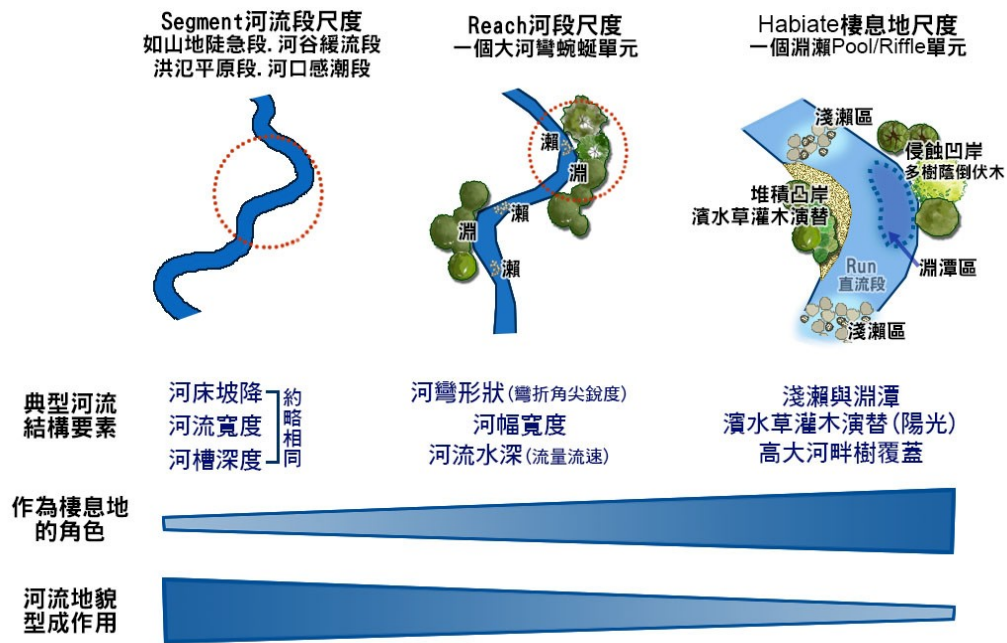 Segment河流段尺度
如山地陡急段.河谷緩流段
洪氾平原段.河口感潮段
Reach河段尺度
一個大河彎蜿蜒單元
Habiate棲息地尺度
一個淵瀨Pool/Riffle單元
瀨
淵
瀨
淵
瀨
淺瀨區
侵蝕凹岸
多樹蔭倒伏木
堆積凸岸
濱水草灌木演替
淵潭區
Run
直流段
淺瀨區
典型河流
結構要素
河床坡降
河流寬度
河槽深度
約略相同
河彎形狀(彎折角尖銳度)
河幅寬度
河流水深(流量流速)
淺瀨與淵潭
濱水草灌木演替(陽光)
高大河畔樹覆蓋
作為棲息地
的角色
河流地貌
型成作用